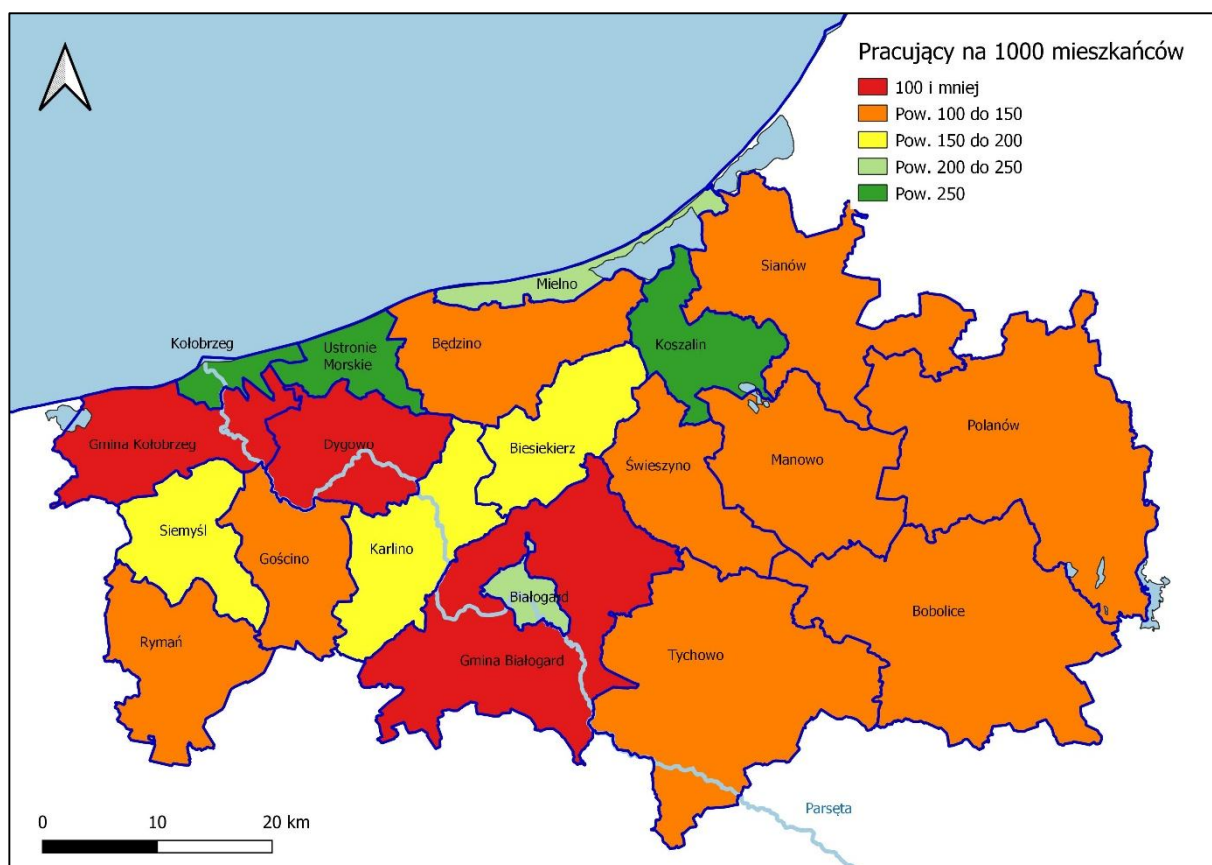 Pracujący na 1000 mieszkańców
100 i mniej
Pow. 100 do 150
Pow. 150 do 200
Pow. 200 do 250
Pow. 250
Sianów
Mielno
Kołobrzeg
Ustronie
Morskie
Będzino
Koszalin
Polanów
Gmina Kołobrzeg
Dygowo
Biesiekierz
Świeszyno
Manowo
Siemyśl
Gościno
Karlino
Białogard
Bobolice
Rymań
Gmina Białogard
Tychowo
Parsęta
0 10 20 km